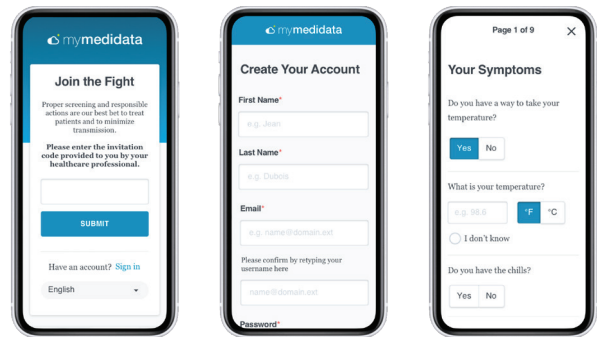 mymedidata
Join the Fight
Proper screening and responsible
actions are our best bet to treat
patients and to minimize
transmission.
Please enter the invitation
code provided to you by your
healthcare professional.
SUBMIT
Have an account? Sign in
English
mymedidata
Create Your Account
First Name*
e.g. Jean
Last Name*
e.g. Dubois
Email*
e.g. name@domain.ext
Please confirm by retyping your
username here
name@domain.ext
Password*
Page 1 of 9
Your Symptoms
Do you have a way to take your
temperature?
Yes No
What is your temperature?
e.g. 98.6 °F °C
I don't know
Do you have the chills?
Yes No